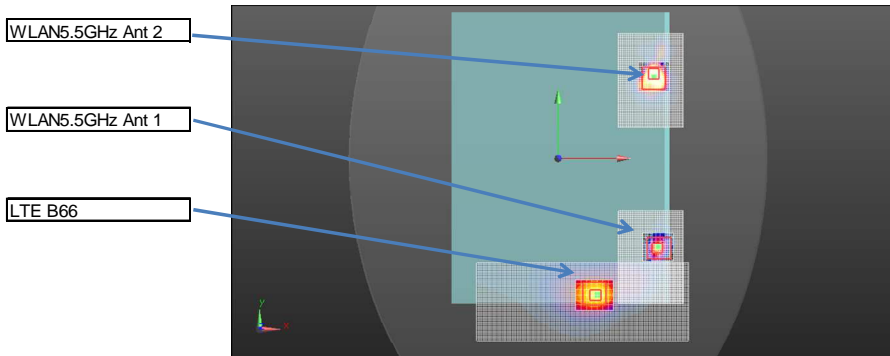 WLAN5.5GHz Ant 2
WLAN5.5GHz Ant 1
LTE B66
y
x